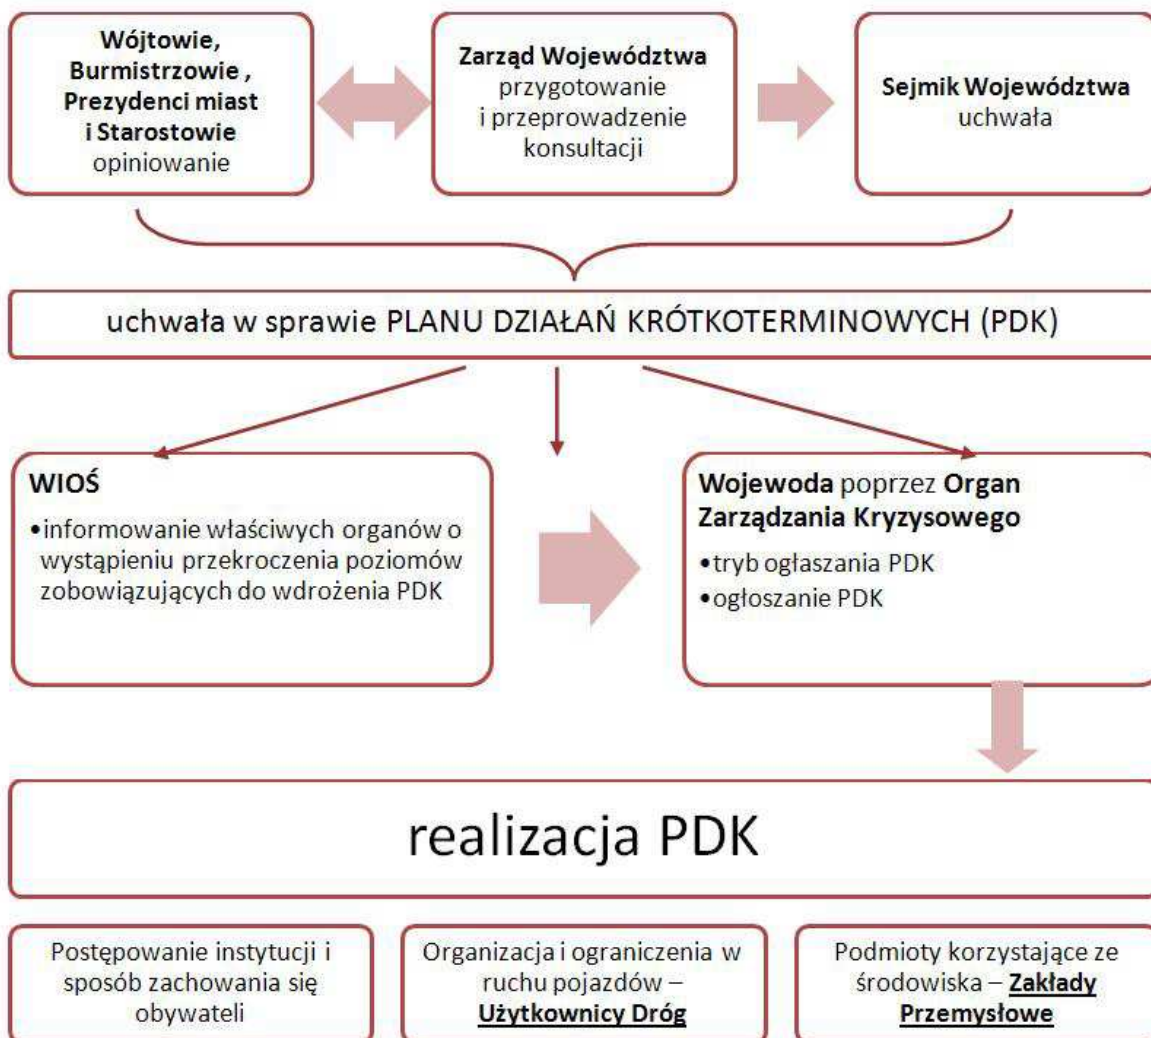 Wójtowie,
Burmistrzowie ,
Prezydenci miast
i Starostowie
opiniowanie
Zarząd Województwa
przygotowanie
i przeprowadzenie
konsultacji
Sejmik Województwa
uchwała
uchwała w sprawie PLANU DZIAŁAŃ KRÓTKOTERMINOWYCH (PDK)
WIOŚ
•informowanie właściwych organów o
wystąpieniu przekroczenia poziomów
zobowiązujących do wdrożenia PDK
Wojewoda poprzez Organ
Zarządzania Kryzysowego
•tryb ogłaszania PDK
•ogłoszanie PDK
realizacja PDK
Postępowanie instytucji i
sposób zachowania się
obywateli
Organizacja i ograniczenia w
ruchu pojazdów –
Użytkownicy Dróg
Podmioty korzystające ze
środowiska – Zakłady
Przemysłowe